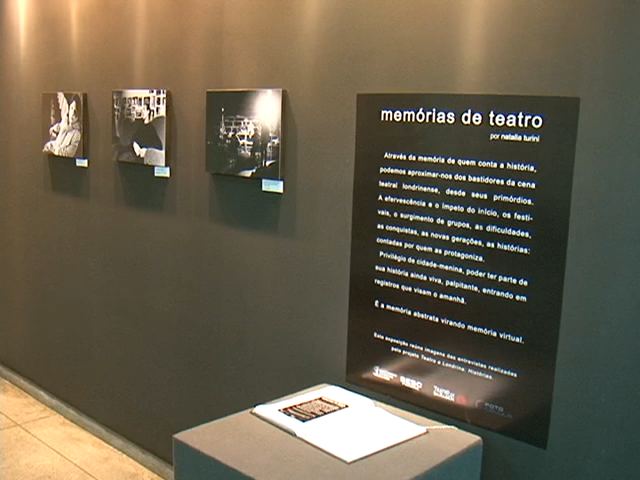 memórias de teatro
por natalia turini
Através da memória de quem conta a história,
podemos aproximar-nos dos bastidores da cena
teatral londrinense, desde seus primórdios.
A efervescência e o ímpeto do início, os festi-
vais, o surgimento de grupos, as dificuldades,
as conquistas, as novas gerações, as histórias:
contadas por quem as protagoniza.
Privilégio de cidade-menina, poder ter parte de
sua história ainda viva, palpitante, entrando em
registros que visam o amanhã.
É a memória abstrata virando memória virtual.
Esta exposição reúne imagens das entrevistas realizadas
pelo projeto Teatro e Londrina: Histórias.